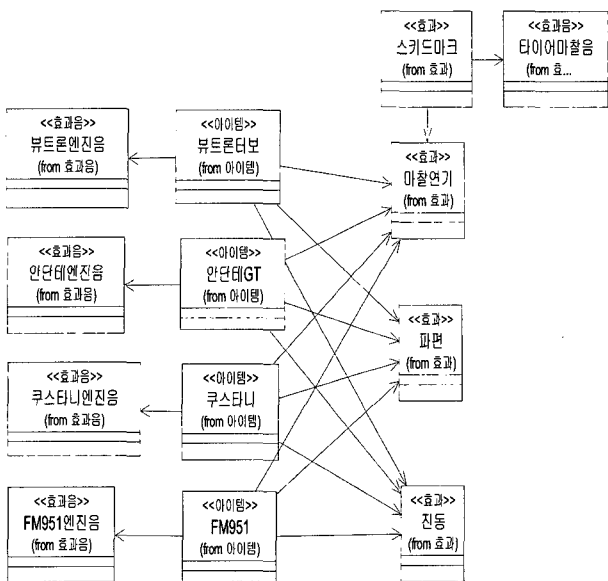 <<효과>>
스키드마크
(from 효과)
<<효과음>>
타이어마찰음
(from 효...
<<효과음>>
뷰트론엔진음
(from 효과음)
<<아이템>>
뷰트론터보
(from 아이템)
<<효과>>
마찰연기
(from 효과)
<<효과음>>
안단테엔진음
(from 효과음)
<<아이템>>
안단테GT
(from 아이템)
<<효과>>
파편
(from 효과)
<<효과음>>
쿠스타니엔진음
(from 효과음)
<<아이템>>
쿠스타니
(from 아이템)
<<효과음>>
FM951엔진음
(from 효과음)
<<아이템>>
FM951
(from 아이템)
<<효과>>
진동
(from 효과)